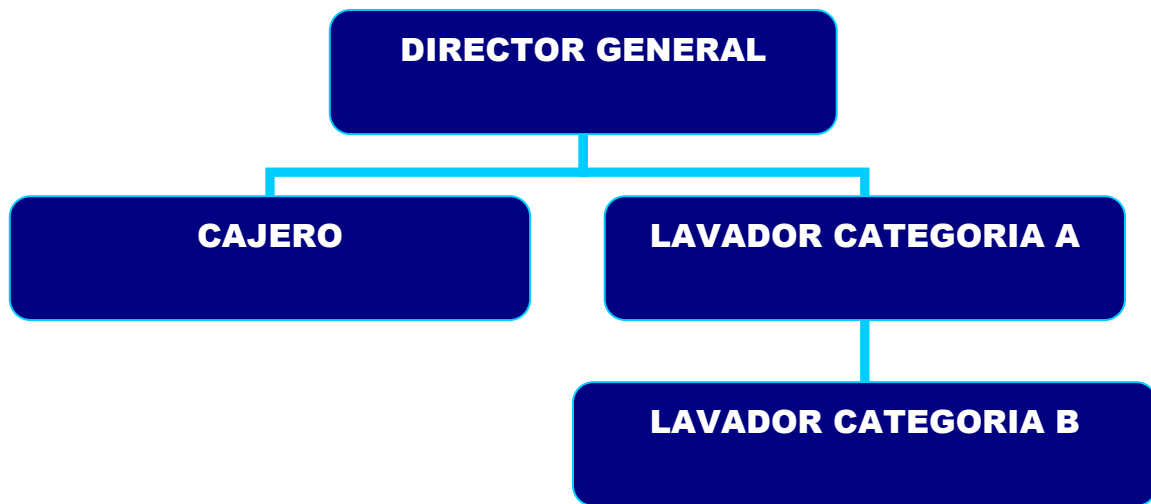 DIRECTOR GENERAL
CAJERO
LAVADOR CATEGORIA A
LAVADOR CATEGORIA B